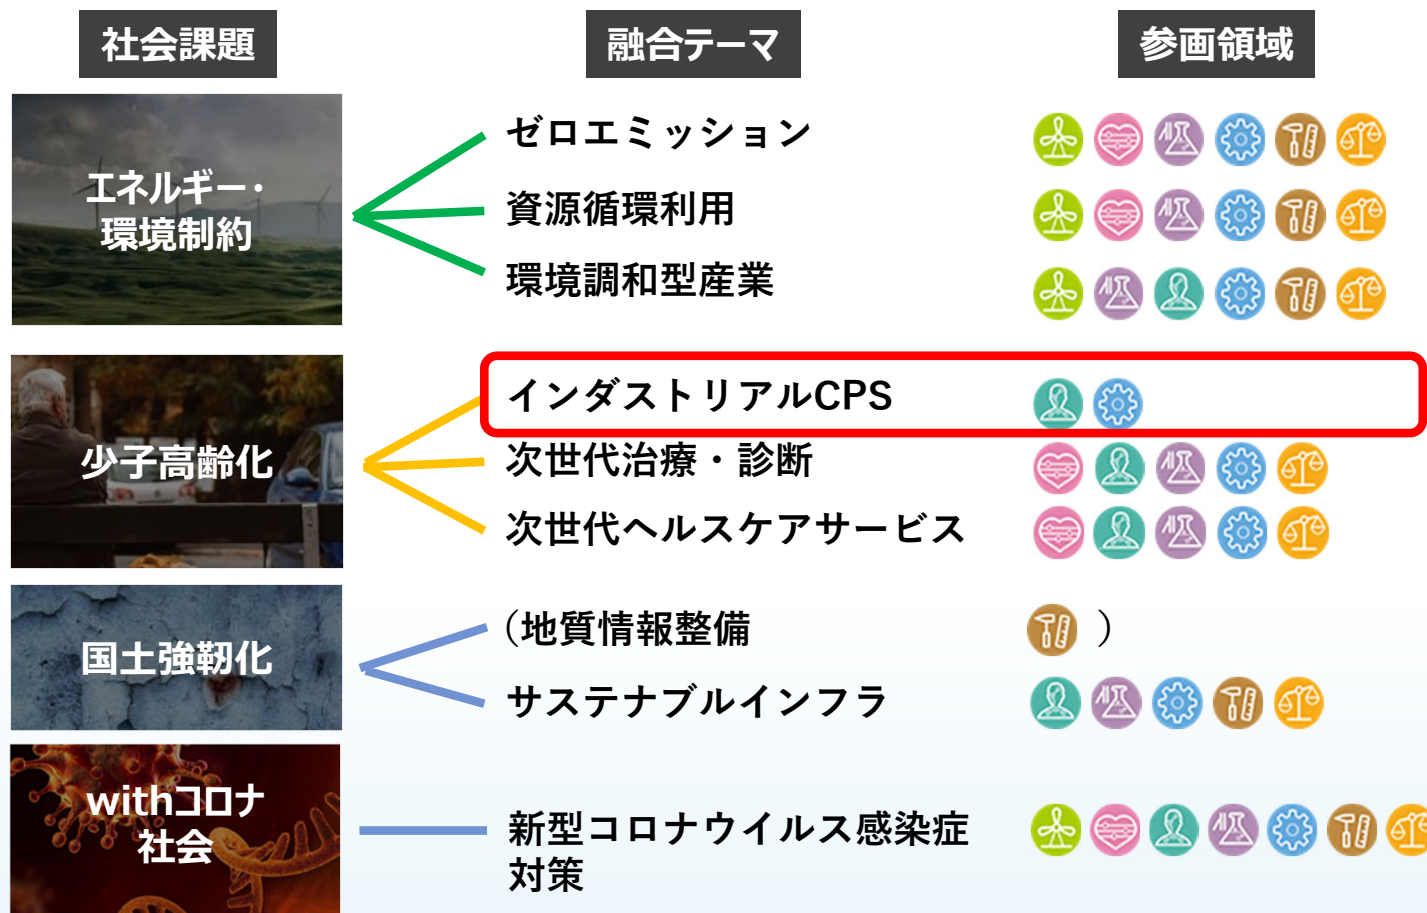 社会課題
融合テーマ
参画領域
エネルギー・
環境制約
ゼロエミッション
資源循環利用
環境調和型産業
少子高齢化
インダストリアルCPS
次世代治療・診断
次世代ヘルスケアサービス
国土強靭化
（地質情報整備 ）
サステナブルインフラ
withコロナ
社会
新型コロナウイルス感染症
対策